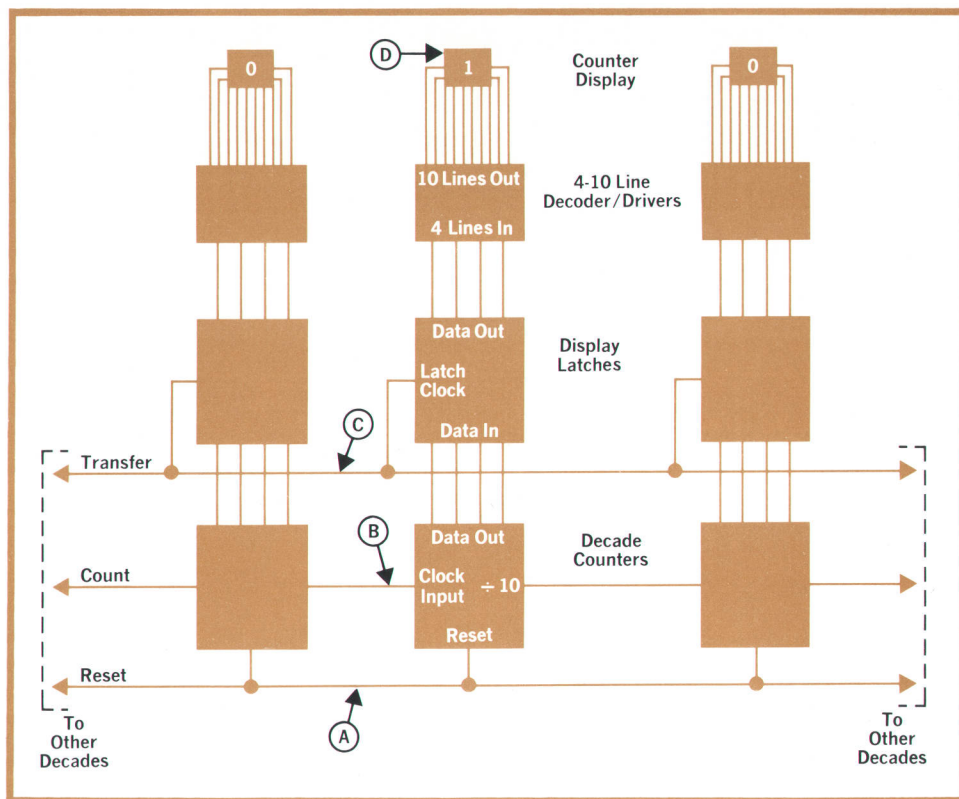 D
0
1
0
Counter
Display
10 Lines Out
4 Lines In
4-10 Line
Decoder/Drivers
Data Out
Latch
Clock
Data In
Display
Latches
C
Transfer
B
Data Out
Clock
Input
÷ 10
Reset
Decade
Counters
Count
Reset
A
To
Other
Decades
To
Other
Decades